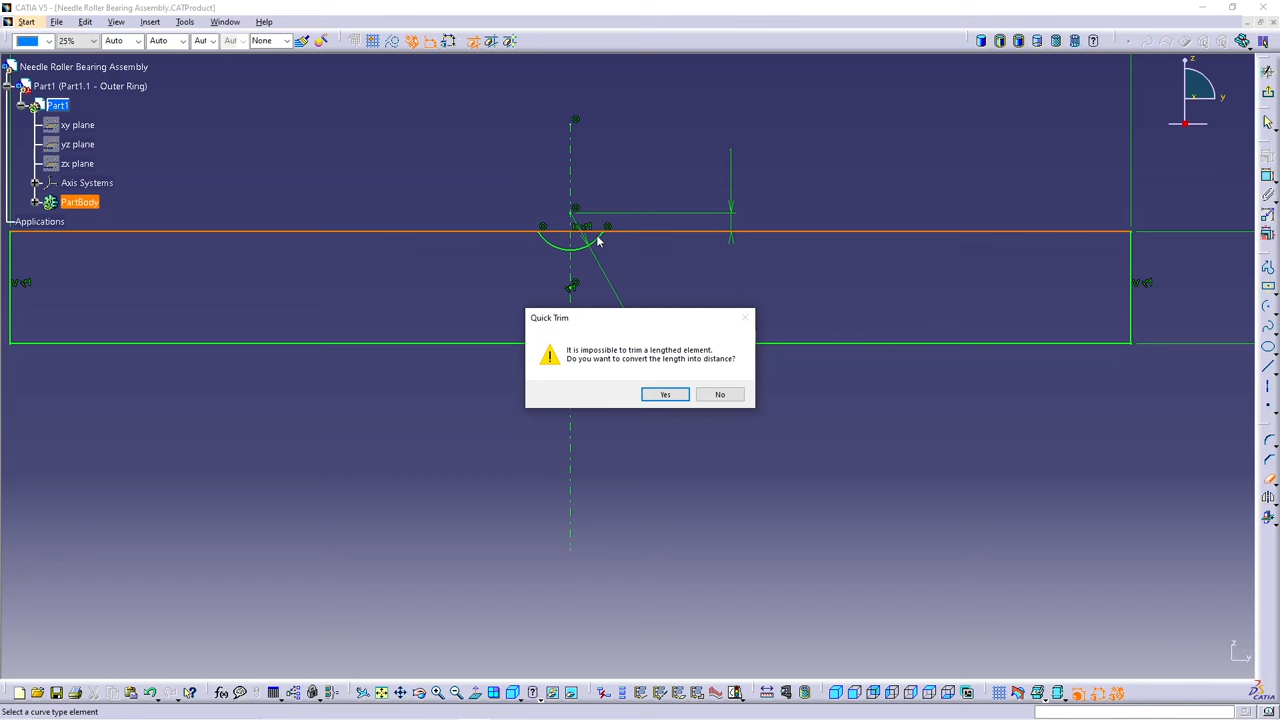 CATIA V5 - [Needle Roller Bearing Assembly.CATProduct]
Start File Edit View Insert Tools Window Help
25% Auto Auto Aut Aut None
Needle Roller Bearing Assembly
Part1 (Part1.1 - Outer Ring)
Part1
xy plane
yz plane
zx plane
Axis Systems
PartBody
Applications
z
x y
V V
Quick Trim
It is impossible to trim a lengthed element.
Do you want to convert the length into distance?
Yes No
z
y
f(x)
CATIA
Select a curve type element